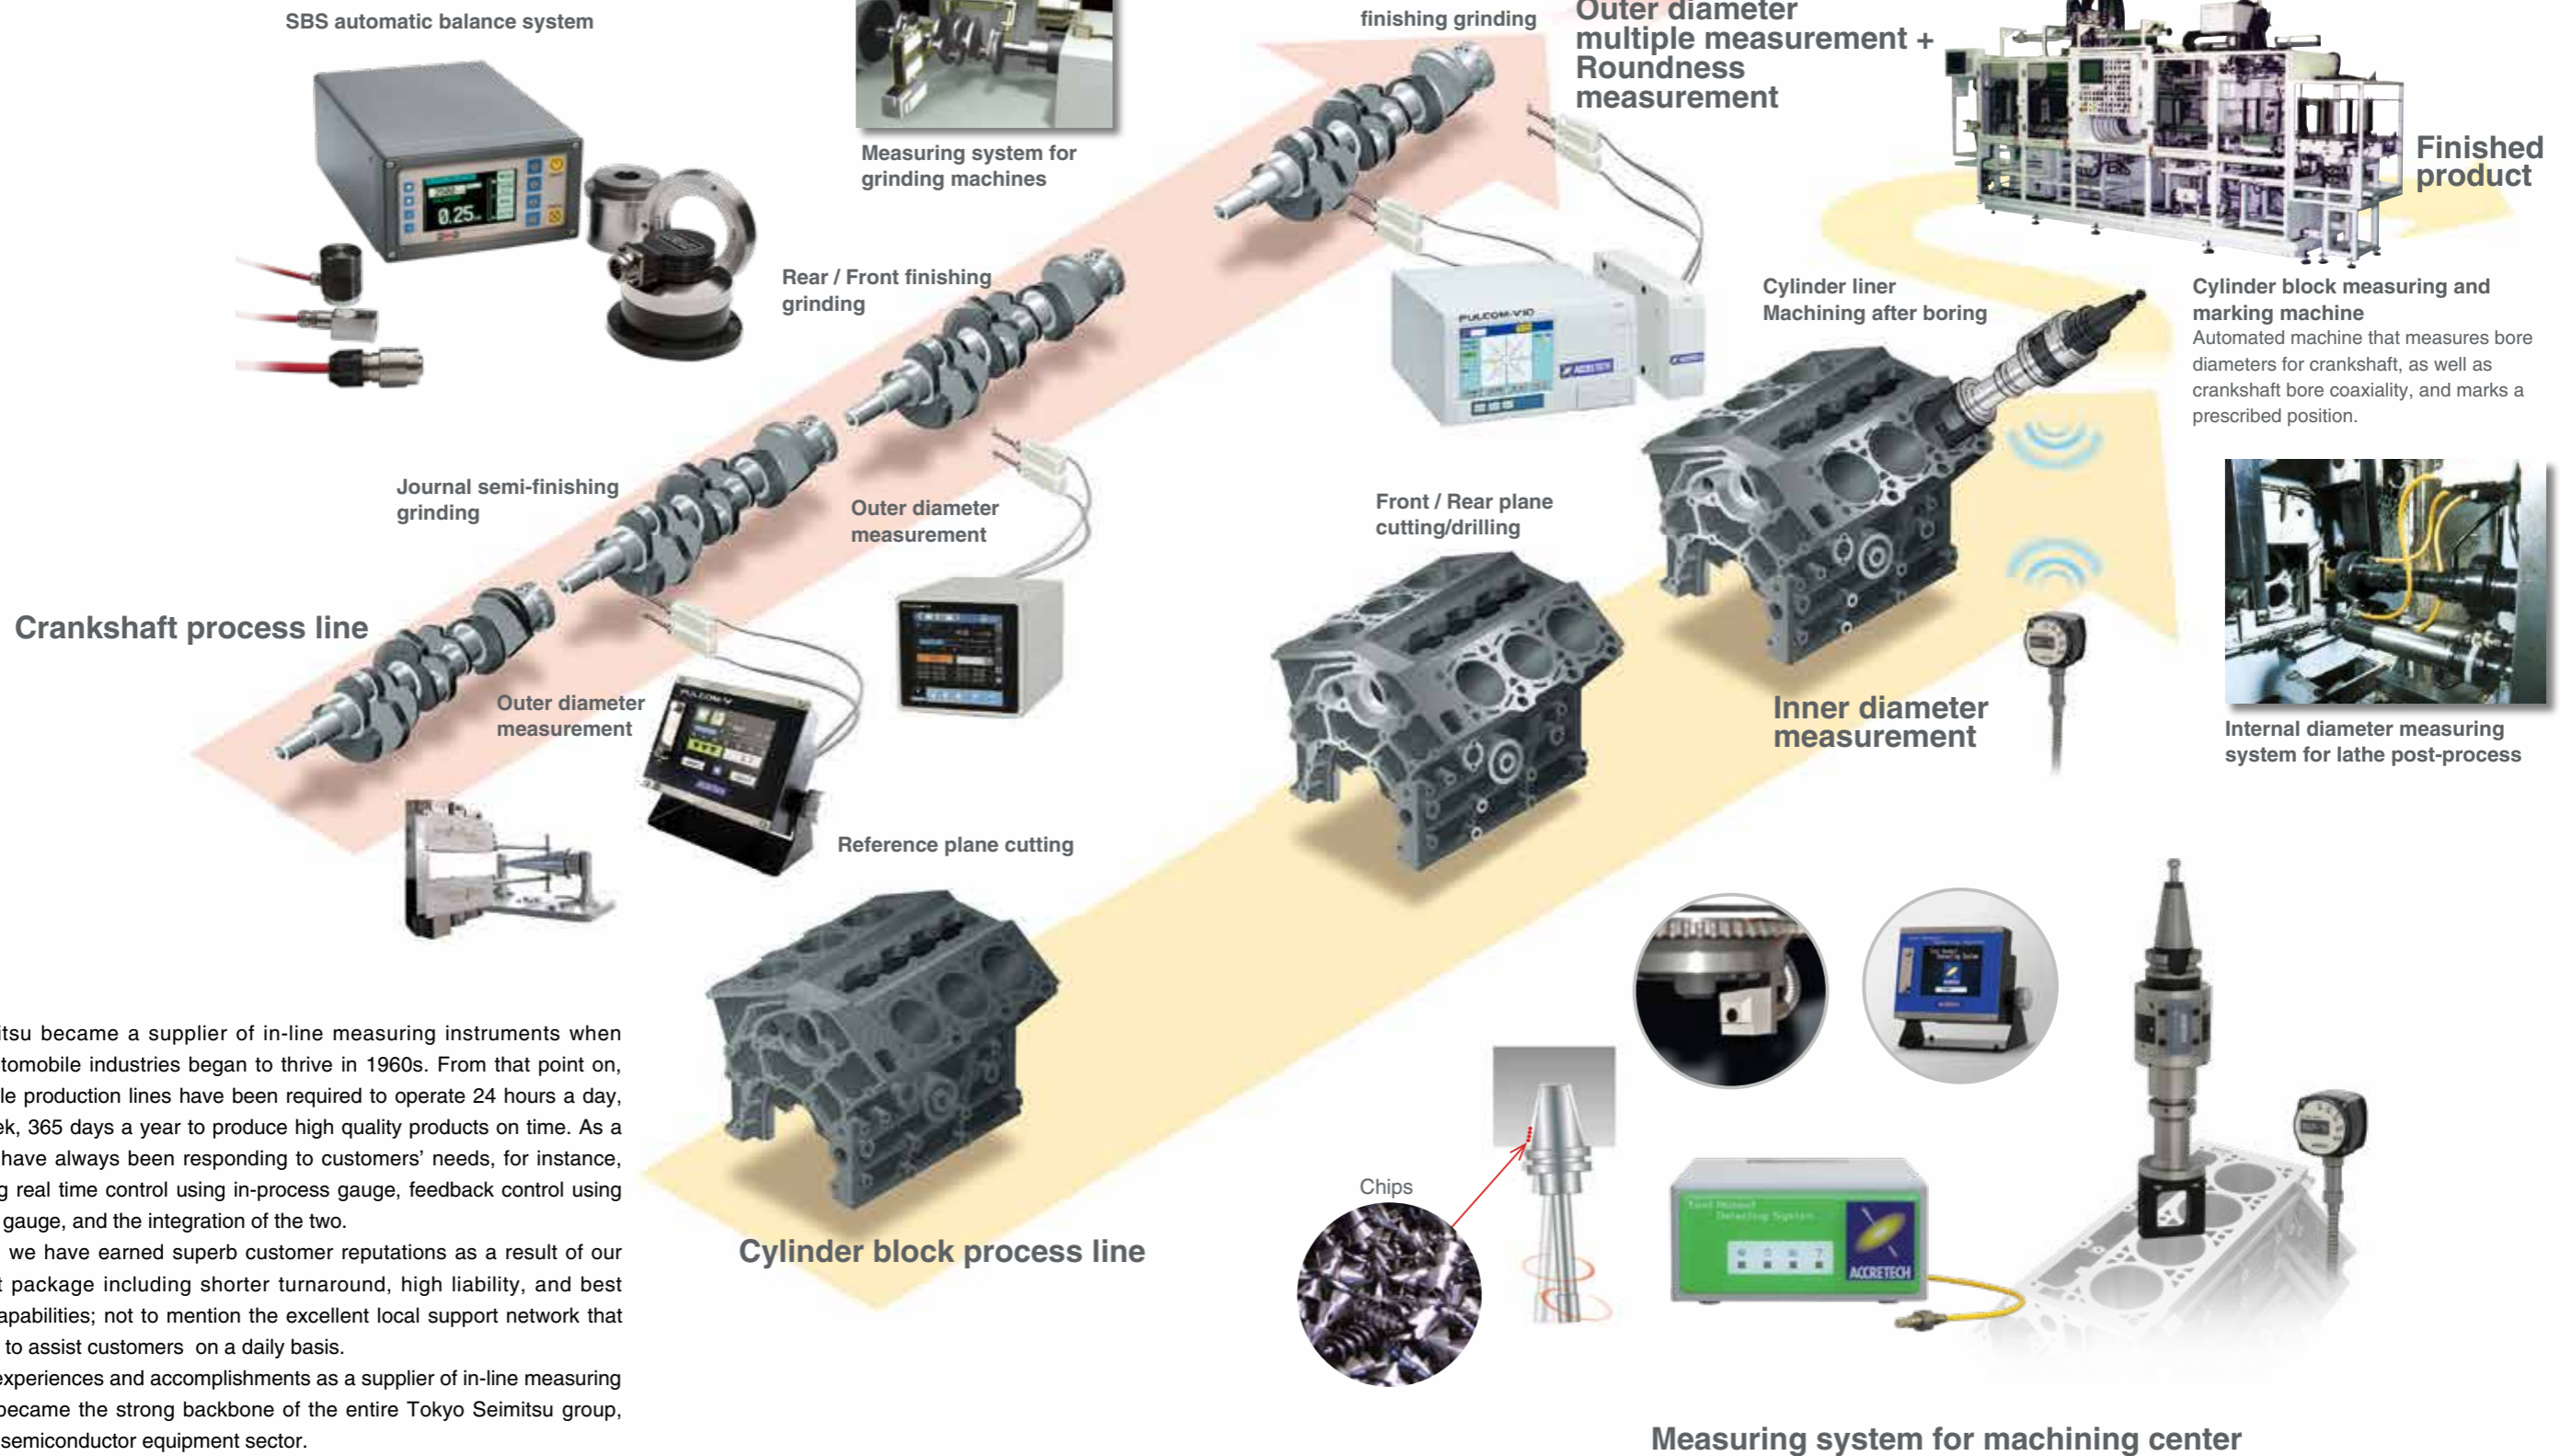 SBS automatic balance system
0.25
Measuring system for
grinding machines
finishing grinding
Outer diameter
multiple measurement +
Roundness
measurement
Finished
product
Rear / Front finishing
grinding
PULCOM-V10
ACCRETECH
Cylinder liner
Machining after boring
Cylinder block measuring and
marking machine
Automated machine that measures bore
diameters for crankshaft, as well as
crankshaft bore coaxiality, and marks a
prescribed position.
Journal semi-finishing
grinding
Outer diameter
measurement
Front / Rear plane
cutting/drilling
Crankshaft process line
Outer diameter
measurement
PULCOM-V
Inner diameter
measurement
Internal diameter measuring
system for lathe post-process
Reference plane cutting
itsu became a supplier of in-line measuring instruments when
tomobile industries began to thrive in 1960s. From that point on,
le production lines have been required to operate 24 hours a day,
ek, 365 days a year to produce high quality products on time. As a
have always been responding to customers’ needs, for instance,
g real time control using in-process gauge, feedback control using
gauge, and the integration of the two.
we have earned superb customer reputations as a result of our
t package including shorter turnaround, high liability, and best
apabilities; not to mention the excellent local support network that
to assist customers on a daily basis.
experiences and accomplishments as a supplier of in-line measuring
became the strong backbone of the entire Tokyo Seimitsu group,
semiconductor equipment sector.
Cylinder block process line
Chips
Detecting System
ACCRETECH
Measuring system for machining center